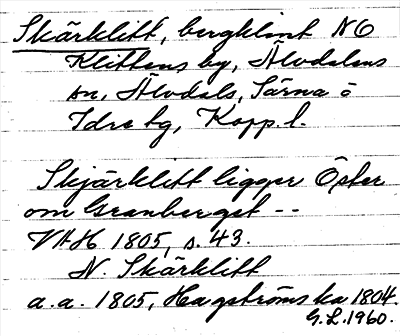 Skärklitt, bergklint NO
Klittens by, Älvdalens
sn, Älvdals, Särna o
Idre tg, Kopp. l.
Skjärklitt ligger Öster
om Granberget --
VAH 1805, s. 43.
N. Skärklitt
a.a. 1805, Hagströms ka 1804.
G.L. 1960.